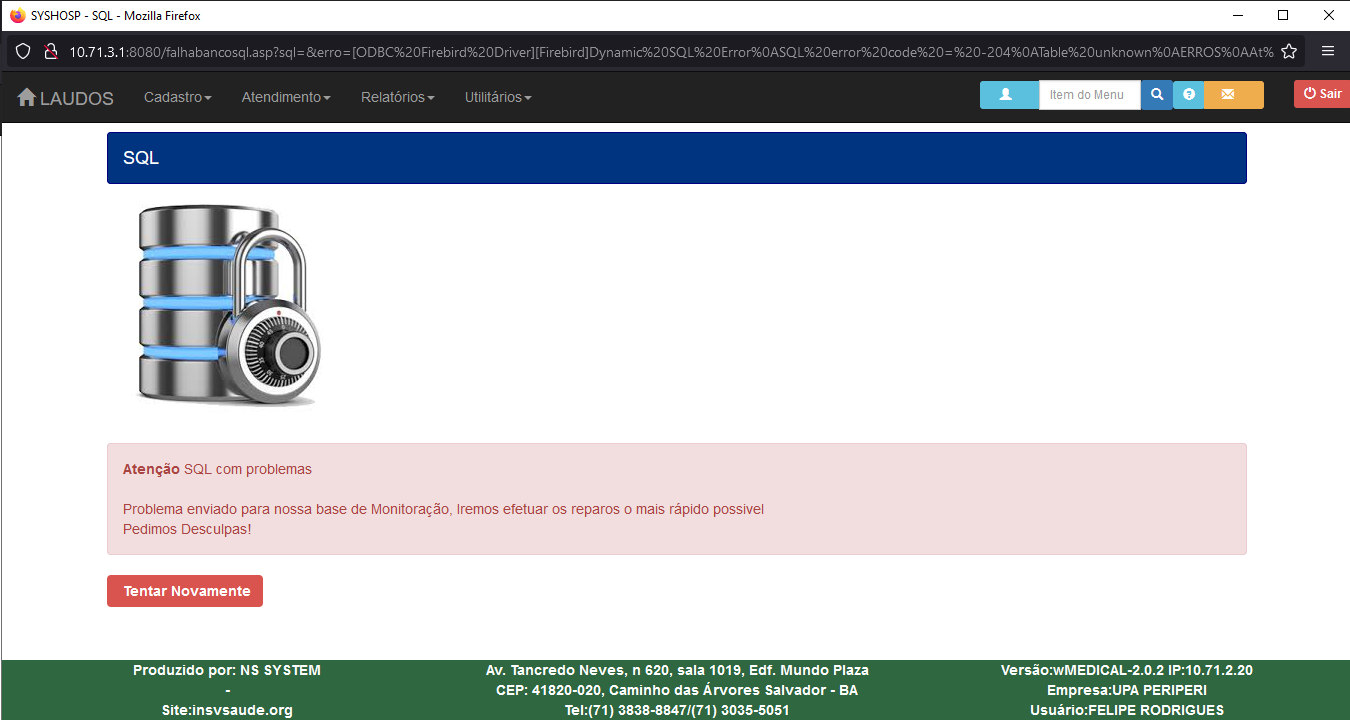 SYSHOSP - SQL - Mozilla Firefox
10.71.3.1:8080/falhabancosql.asp?sql=&erro=[ODBC%20Firebird%20Driver][Firebird]Dynamic%20SQL%20Error%0ASQL%20error%20code%20=%20-204%0ATable%20unknown%0AERROS%0AAt%
LAUDOS Cadastro Atendimento Relatórios Utilitários Item do Menu Sair
SQL
Atenção SQL com problemas
Problema enviado para nossa base de Monitoração, Iremos efetuar os reparos o mais rápido possivel
Pedimos Desculpas!
Tentar Novamente
Produzido por: NS SYSTEM Av. Tancredo Neves, n 620, sala 1019, Edf. Mundo Plaza Versão:wMEDICAL-2.0.2 IP:10.71.2.20
- CEP: 41820-020, Caminho das Árvores Salvador - BA Empresa:UPA PERIPERI
Site:insvsaude.org Tel:(71) 3838-8847/(71) 3035-5051 Usuário:FELIPE RODRIGUES